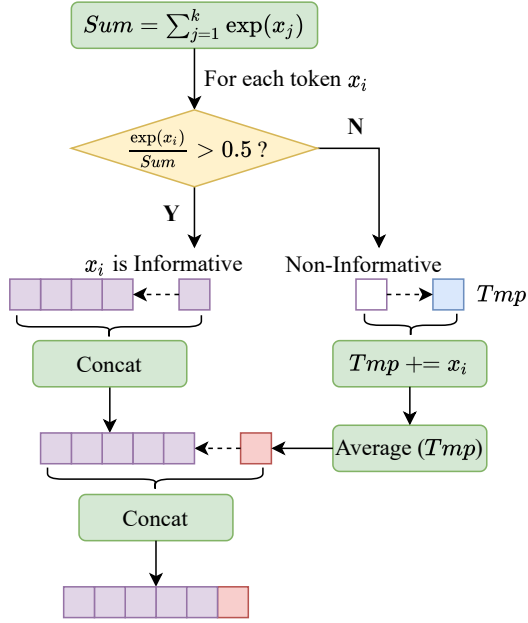 Sum = ∑_{j=1}^{k} exp(x_j)
For each token x_i
exp(x_i)/Sum > 0.5 ?
N
Y
x_i is Informative
Non-Informative
Tmp
Concat
Tmp += x_i
Average (Tmp)
Concat